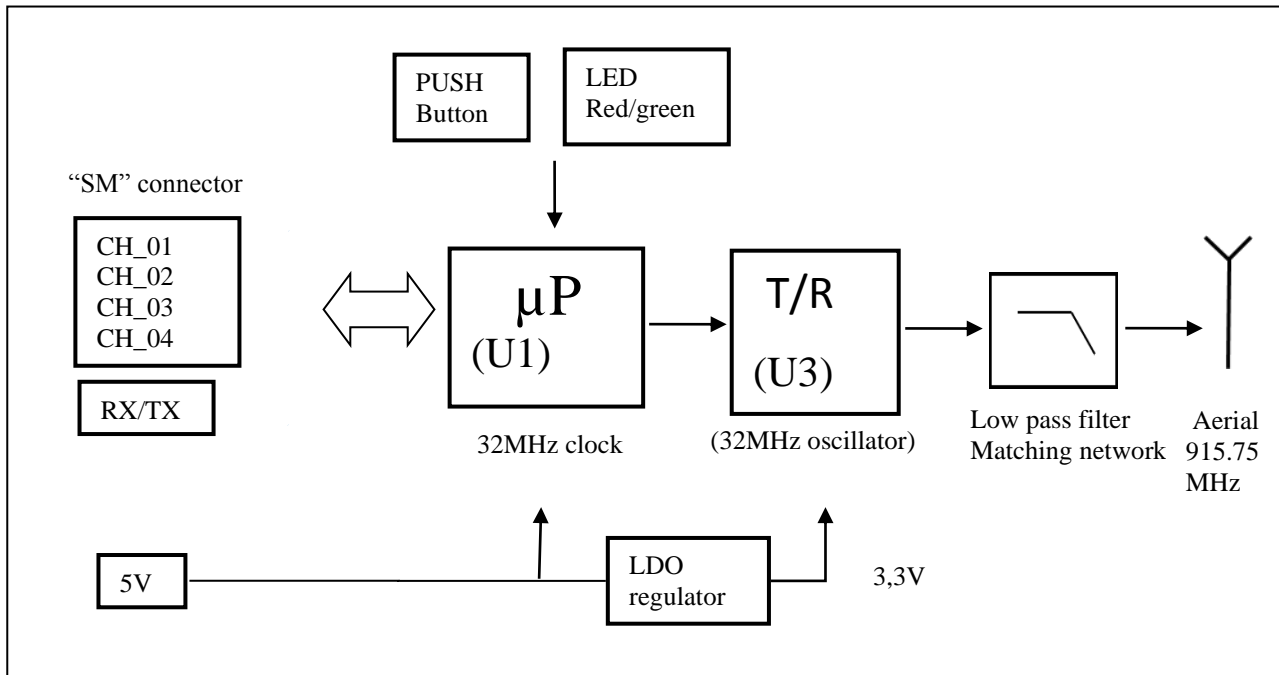 PUSH
Button
LED
Red/green
“SM” connector
CH_01
CH_02
CH_03
CH_04
RX/TX
µP
(U1)
32MHz clock
T/R
(U3)
(32MHz oscillator)
Low pass filter
Matching network
Aerial
915.75
MHz
5V
LDO
regulator
3,3V